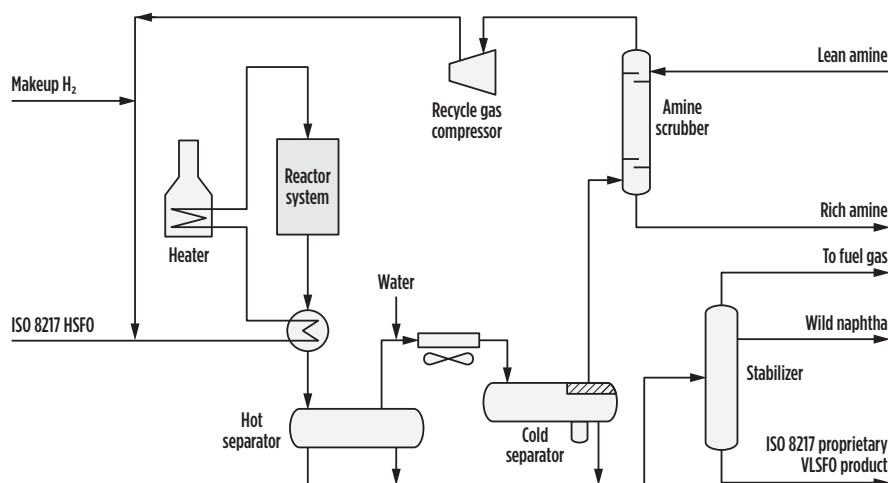 Makeup H₂
Recycle gas
compressor
Amine
scrubber
Lean amine
Reactor
system
Heater
Rich amine
Water
To fuel gas
ISO 8217 HSFO
Wild naphtha
Stabilizer
Hot
separator
Cold
separator
ISO 8217 proprietary
VLSFO product